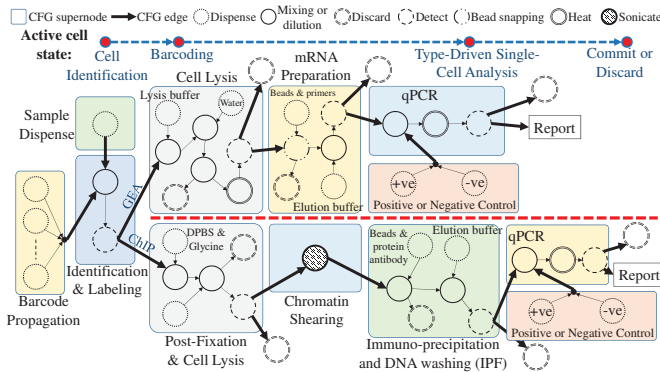 CFG supernode
CFG edge
Dispense
Mixing or dilution
Discard
Detect
Bead snapping
Heat
Sonicate
Active cell state:
Cell Identification
Barcoding
Type-Driven Single-Cell Analysis
Commit or Discard
Cell Lysis
mRNA Preparation
Lysis buffer
Water
Beads & primers
qPCR
Sample Dispense
Report
GEA
Elution buffer
+ve
-ve
Positive or Negative Control
ChIP
DPBS & Glycine
Beads & protein antibody
Elution buffer
qPCR
Identification & Labeling
Barcode Propagation
Chromatin Shearing
Report
+ve
-ve
Positive or Negative Control
Post-Fixation & Cell Lysis
Immuno-precipitation and DNA washing (IPF)